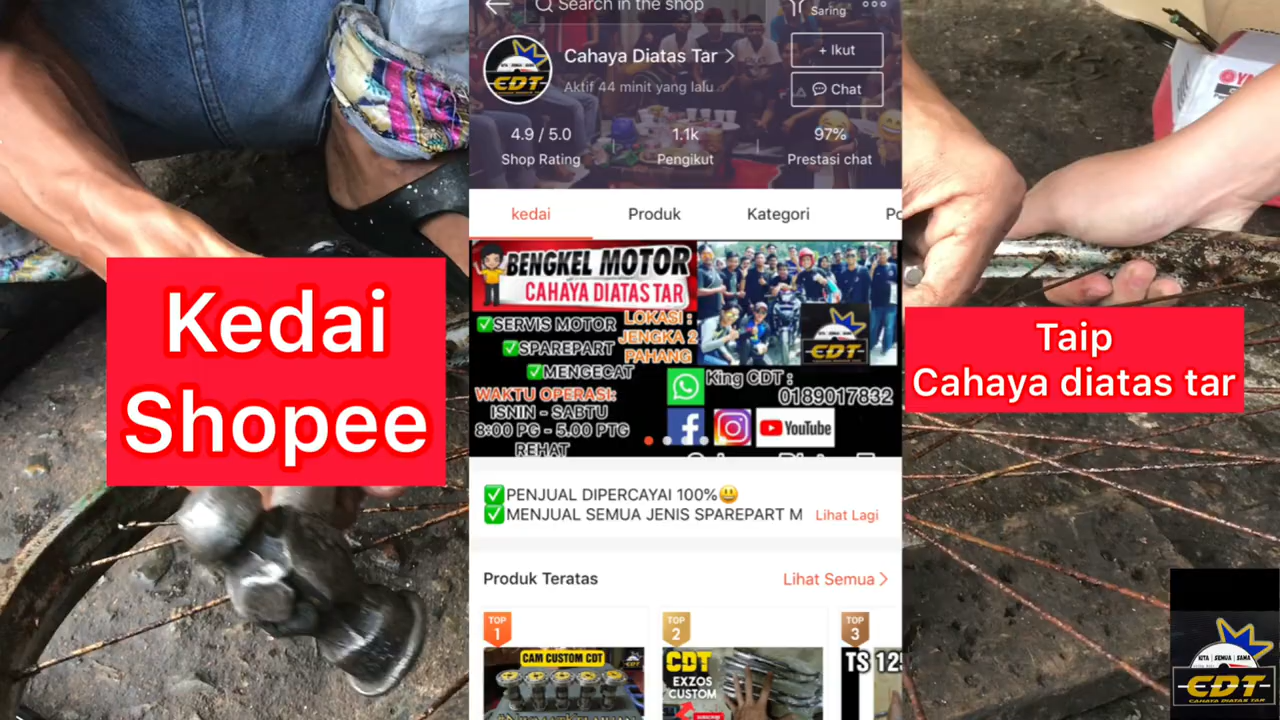 Search in the shop
Saring
Cahaya Diatas Tar
+ Ikut
Aktif 44 minit yang lalu
Chat
4.9 / 5.0
1.1k
97%
Shop Rating
Pengikut
Prestasi chat
kedai
Produk
Kategori
BENGKEL MOTOR
CAHAYA DIATAS TAR
✅SERVIS MOTOR
✅SPAREPART
✅MENGECAT
LOKASI :
JENGKA 2
PAHANG
CDT
WAKTU OPERASI:
ISNIN - SABTU
8:00 PG - 5.00 PTG
REHAT
King CDT :
0189017832
YouTube
✅PENJUAL DIPERCAYAI 100%😃
✅MENJUAL SEMUA JENIS SPAREPART M
Lihat Lagi
Produk Teratas
Lihat Semua
TOP
1
TOP
2
TOP
3
CAM CUSTOM CDT
CDT
EXZOS
CUSTOM
TS 125
Kedai
Shopee
Taip
Cahaya diatas tar
KITA | SEMUA | SAMA
CDT
CAHAYA DIATAS TAR